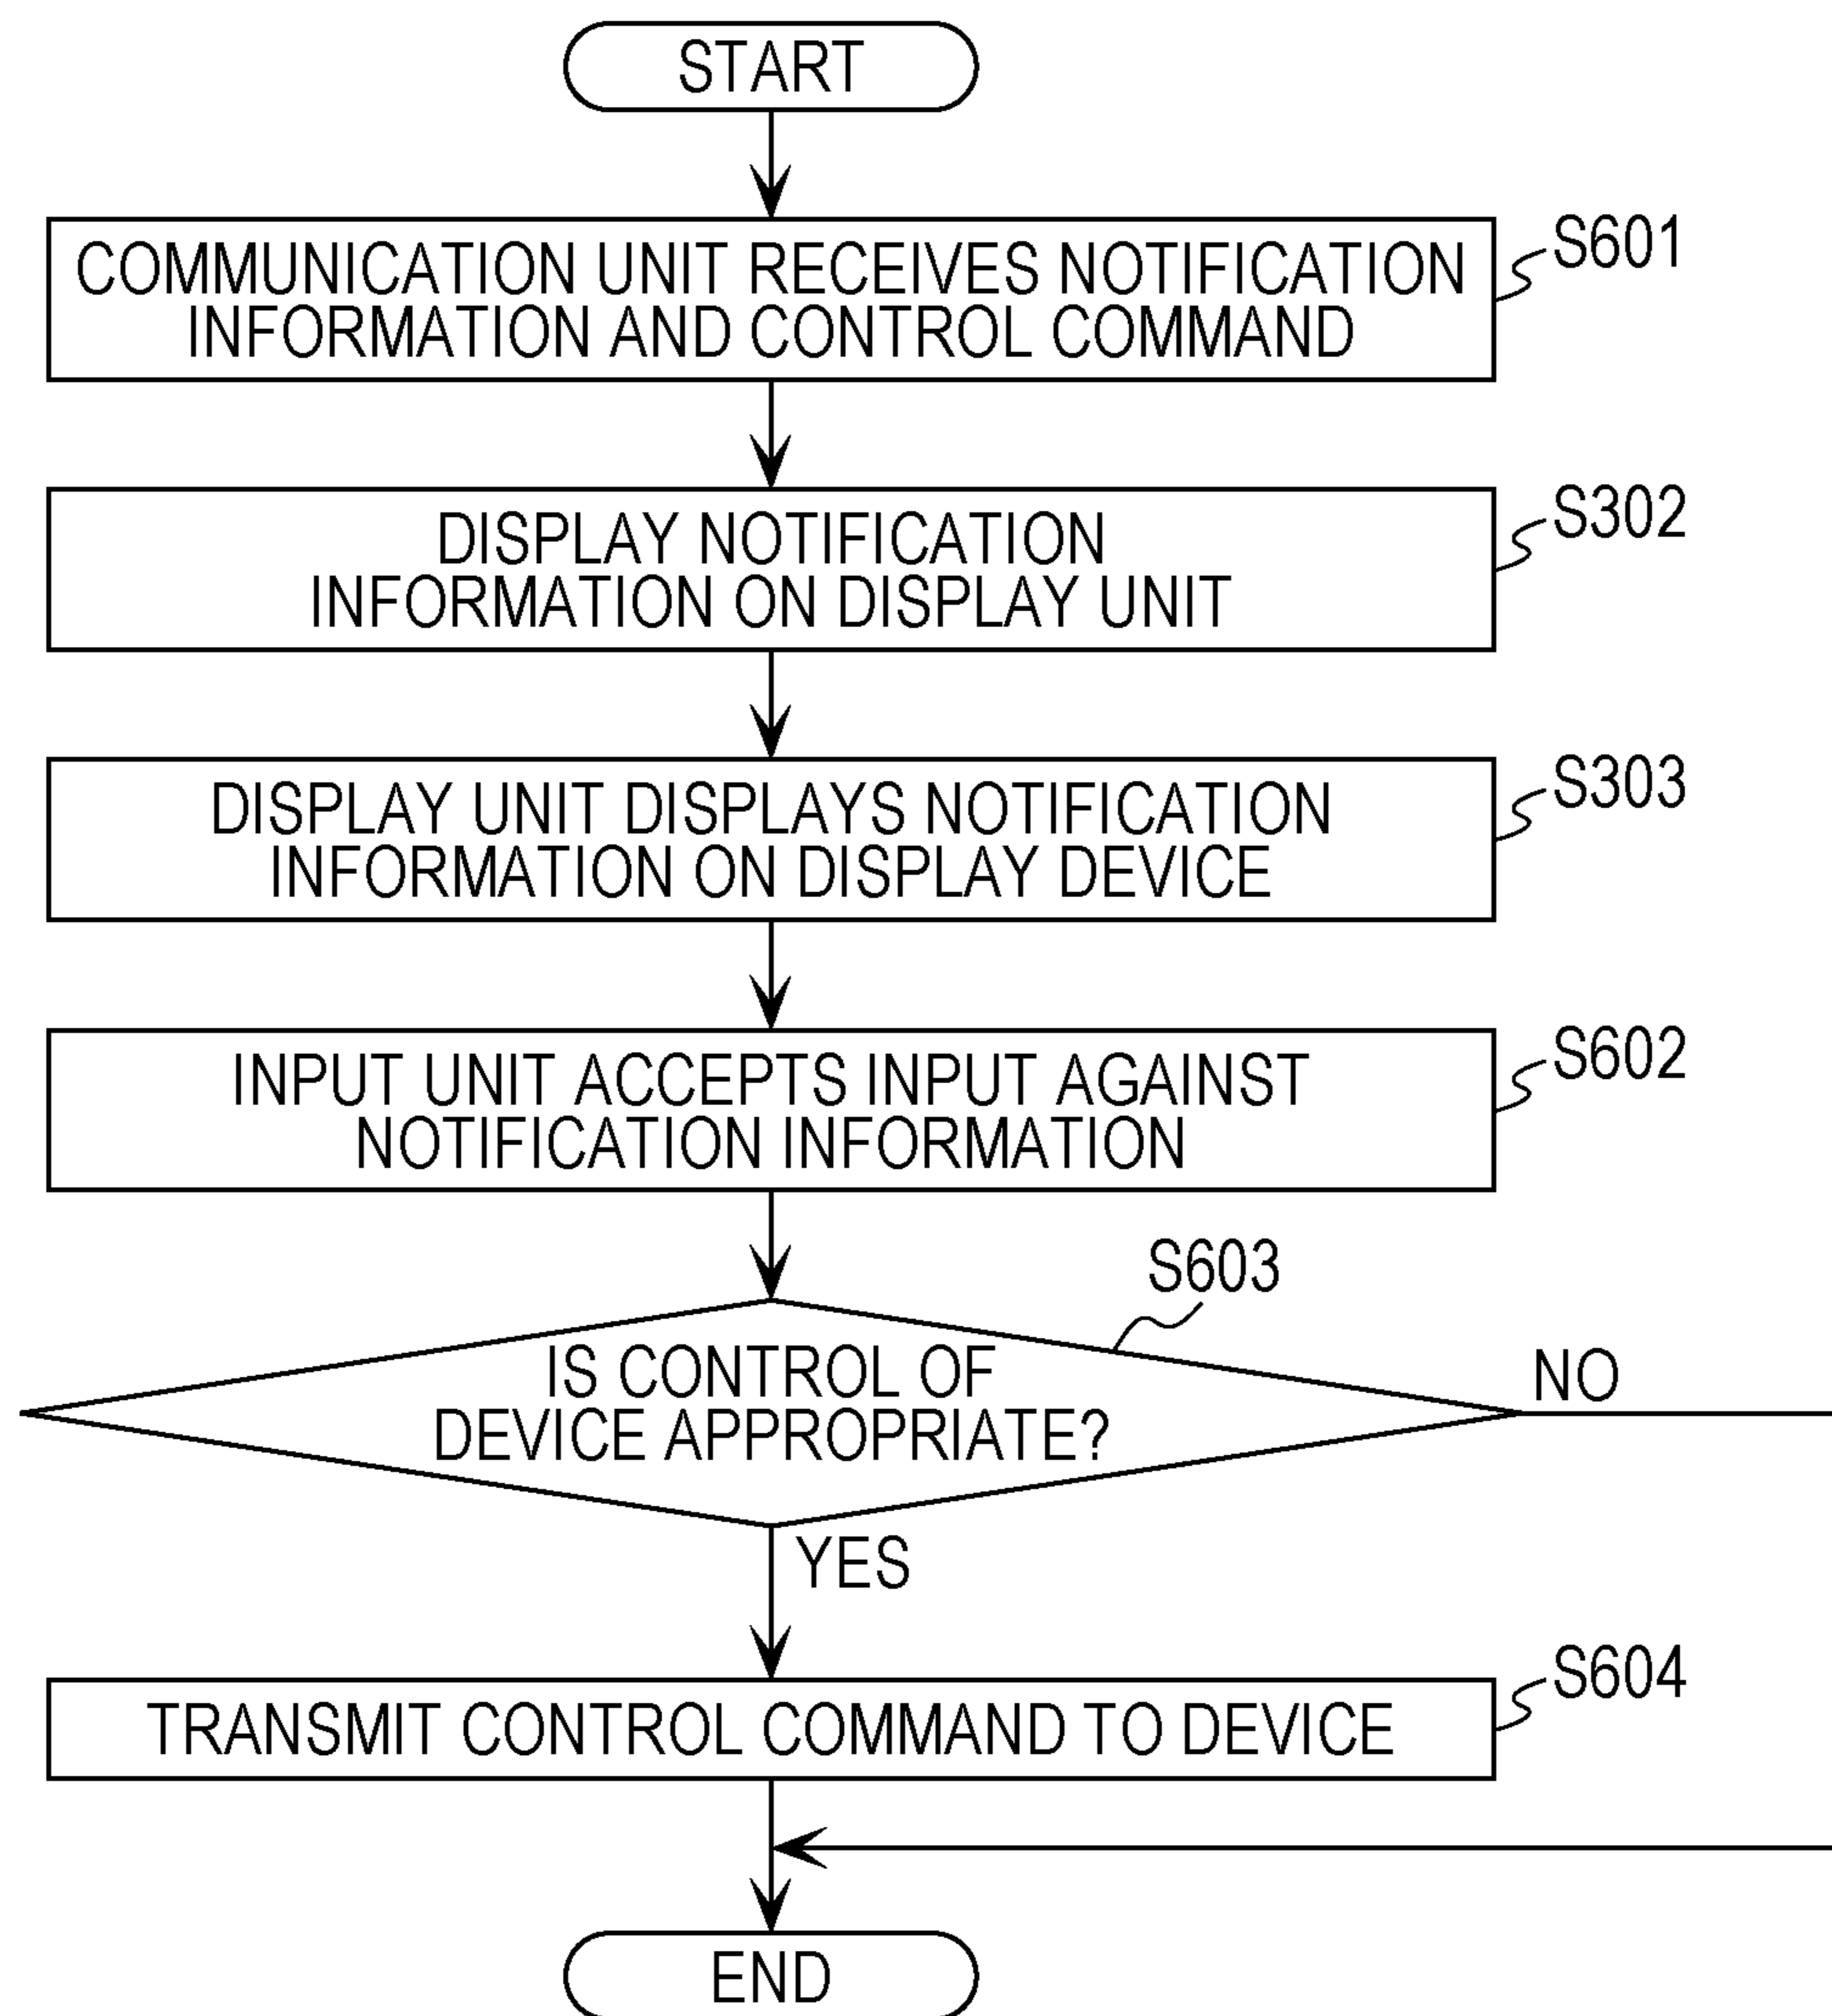 START
COMMUNICATION UNIT RECEIVES NOTIFICATION
INFORMATION AND CONTROL COMMAND
S601
DISPLAY NOTIFICATION
INFORMATION ON DISPLAY UNIT
S302
DISPLAY UNIT DISPLAYS NOTIFICATION
INFORMATION ON DISPLAY DEVICE
S303
INPUT UNIT ACCEPTS INPUT AGAINST
NOTIFICATION INFORMATION
S602
S603
IS CONTROL OF
DEVICE APPROPRIATE?
NO
YES
TRANSMIT CONTROL COMMAND TO DEVICE
S604
END